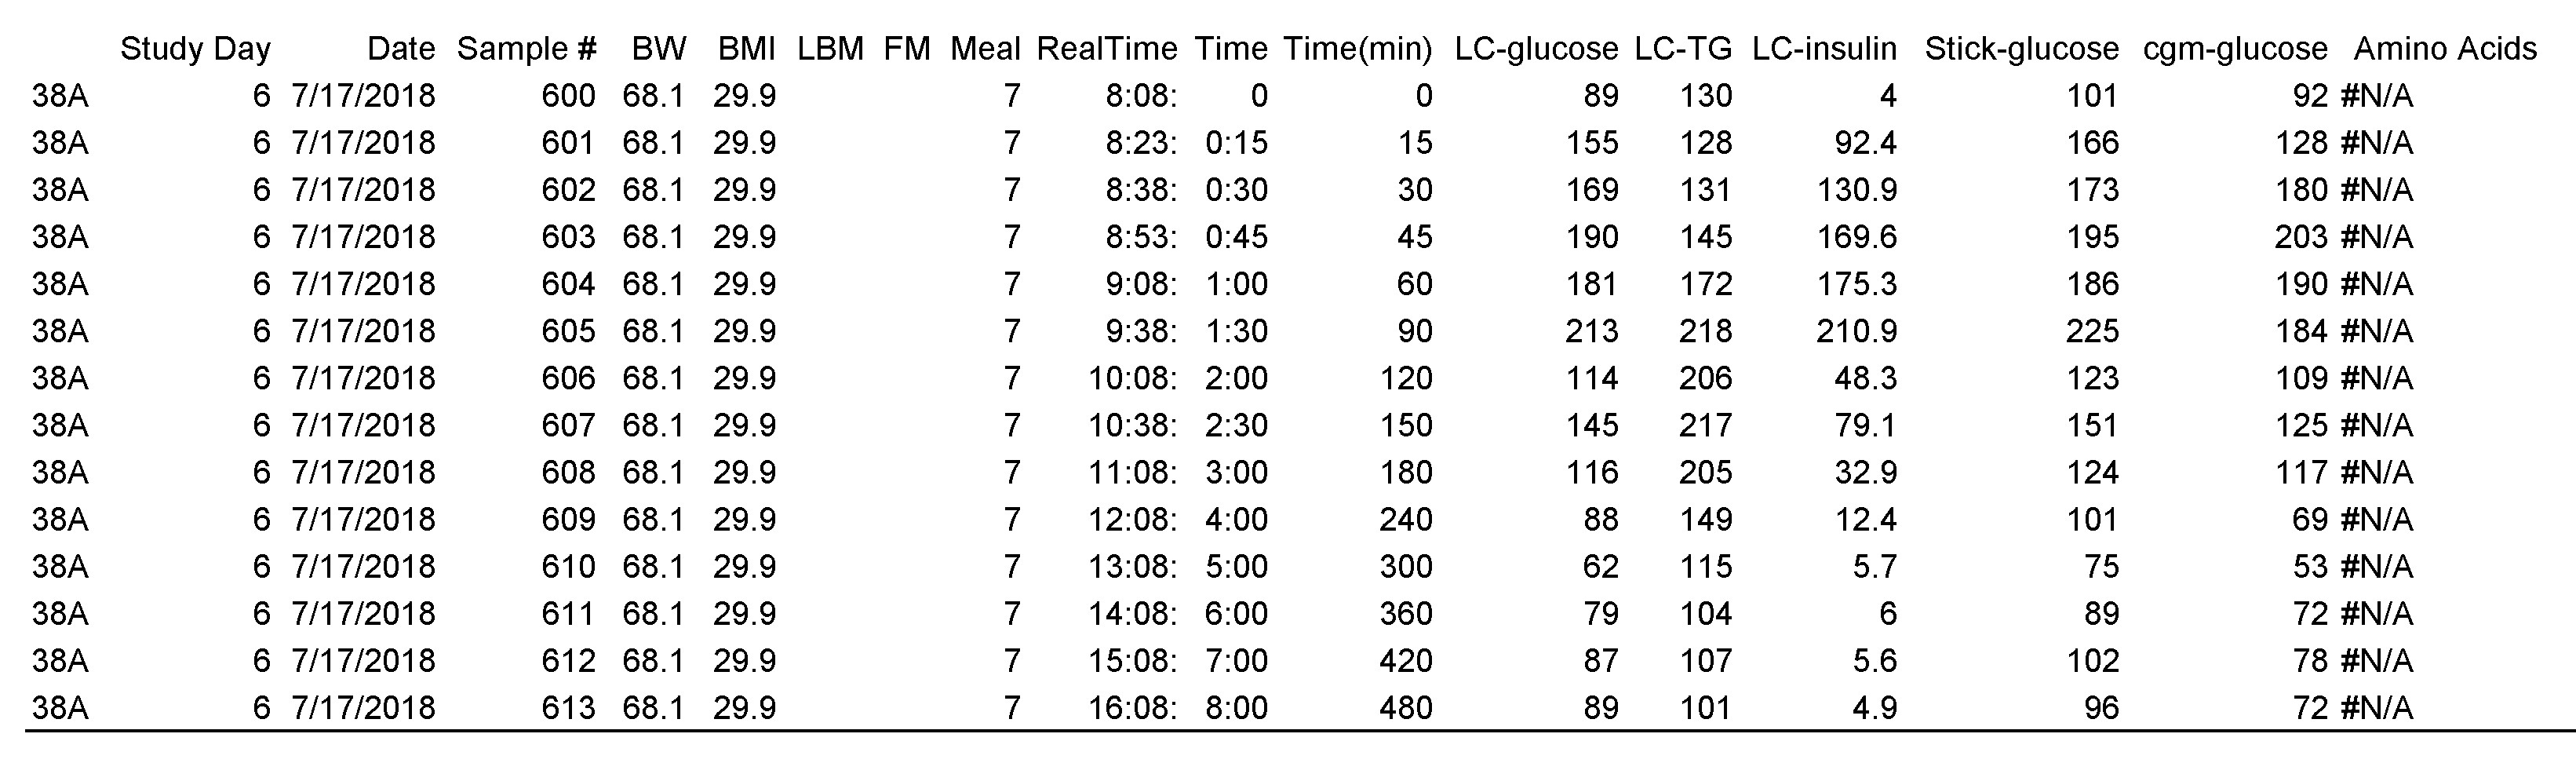 Study Day Date Sample # BW BMI LBM FM Meal RealTime Time Time(min) LC-glucose LC-TG LC-insulin Stick-glucose cgm-glucose Amino Acids
38A 6 7/17/2018 600 68.1 29.9 7 8:08: 0 0 89 130 4 101 92 #N/A
38A 6 7/17/2018 601 68.1 29.9 7 8:23: 0:15 15 155 128 92.4 166 128 #N/A
38A 6 7/17/2018 602 68.1 29.9 7 8:38: 0:30 30 169 131 130.9 173 180 #N/A
38A 6 7/17/2018 603 68.1 29.9 7 8:53: 0:45 45 190 145 169.6 195 203 #N/A
38A 6 7/17/2018 604 68.1 29.9 7 9:08: 1:00 60 181 172 175.3 186 190 #N/A
38A 6 7/17/2018 605 68.1 29.9 7 9:38: 1:30 90 213 218 210.9 225 184 #N/A
38A 6 7/17/2018 606 68.1 29.9 7 10:08: 2:00 120 114 206 48.3 123 109 #N/A
38A 6 7/17/2018 607 68.1 29.9 7 10:38: 2:30 150 145 217 79.1 151 125 #N/A
38A 6 7/17/2018 608 68.1 29.9 7 11:08: 3:00 180 116 205 32.9 124 117 #N/A
38A 6 7/17/2018 609 68.1 29.9 7 12:08: 4:00 240 88 149 12.4 101 69 #N/A
38A 6 7/17/2018 610 68.1 29.9 7 13:08: 5:00 300 62 115 5.7 75 53 #N/A
38A 6 7/17/2018 611 68.1 29.9 7 14:08: 6:00 360 79 104 6 89 72 #N/A
38A 6 7/17/2018 612 68.1 29.9 7 15:08: 7:00 420 87 107 5.6 102 78 #N/A
38A 6 7/17/2018 613 68.1 29.9 7 16:08: 8:00 480 89 101 4.9 96 72 #N/A